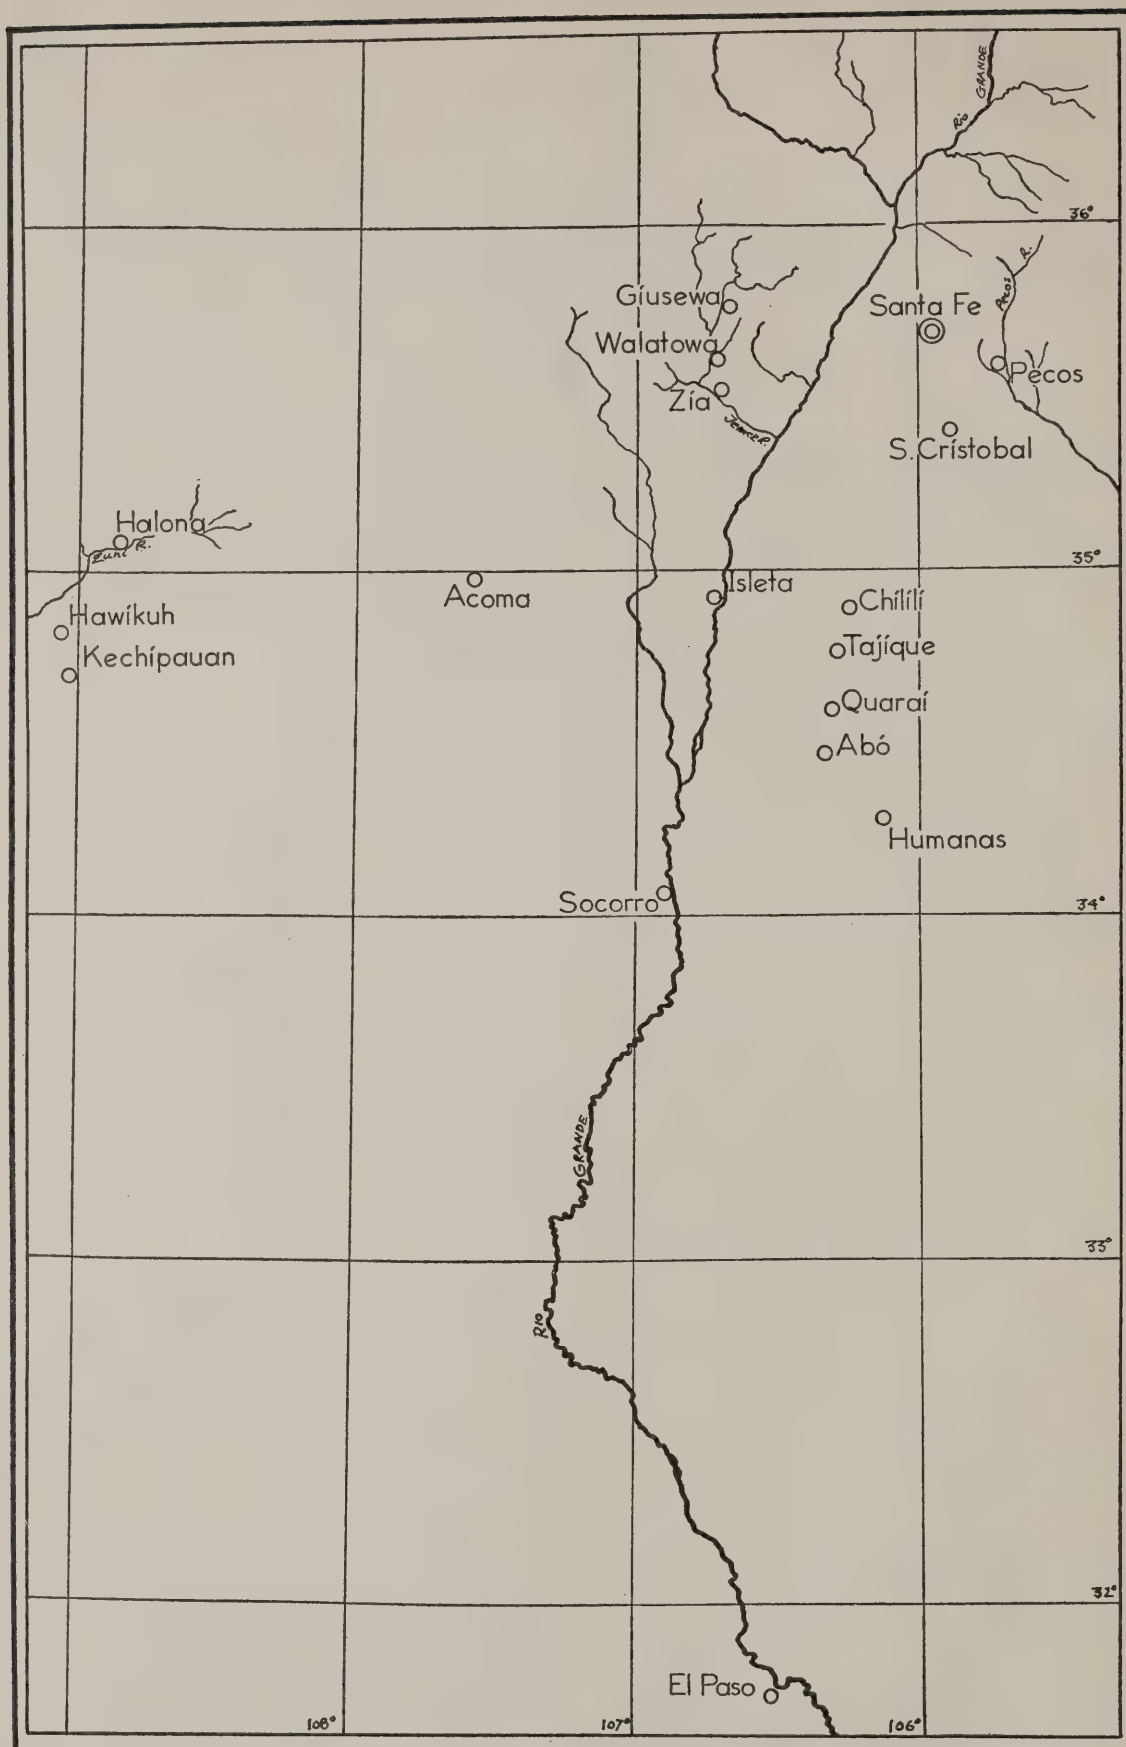 GRANDE
Rio
36°
Pecos R.
Giusewa
Santa Fe
Walatowa
Pecos
Zía
Jemez R.
S. Crístobal
Halona
Zuni R.
35°
Isleta
Acoma
Chílílí
Hawíkuh
Tajíque
Kechípauan
Quaraí
Abó
Humanas
Socorro
34°
GRANDE
33°
RIO
32°
El Paso
108°
107°
106°